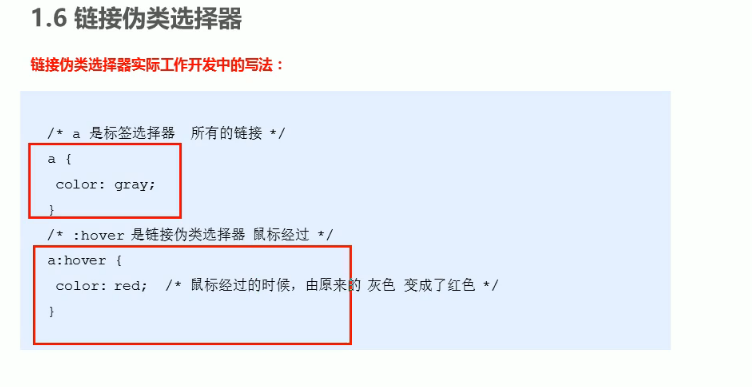 1.6 链接伪类选择器
链接伪类选择器实际工作开发中的写法：
/* a 是标签选择器  所有的链接 */
a {
 color: gray;
}
/* :hover 是链接伪类选择器 鼠标经过 */
a:hover {
 color: red;  /* 鼠标经过的时候，由原来的 灰色 变成了红色 */
}